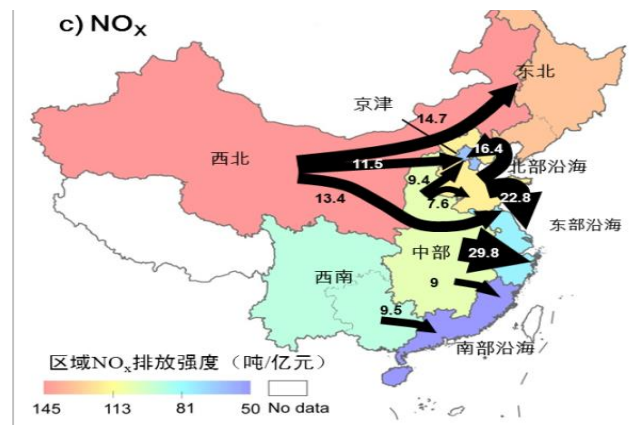 c) NOx
东北
京津
14.7
16.4
西北
11.5
北部沿海
9.4
7.6
22.8
13.4
东部沿海
中部
29.8
西南
9
9.5
南部沿海
区域NOx排放强度（吨/亿元）
145 113 81 50 No data